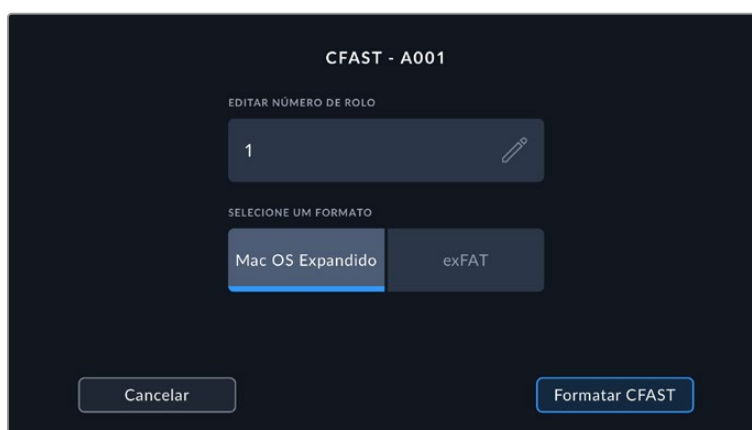 CFAST - A001
EDITAR NÚMERO DE ROLO
1
SELECIONE UM FORMATO
Mac OS Expandido
exFAT
Cancelar
Formatar CFAST